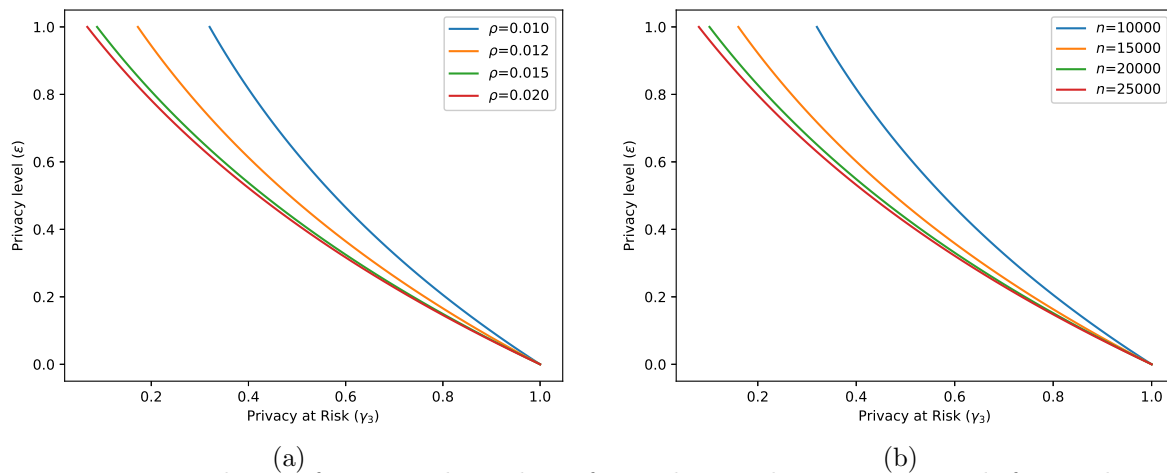 1.0
0.8
0.6
0.4
0.2
0.0
Privacy level (ε)
0.2 0.4 0.6 0.8 1.0
Privacy at Risk (γ3)
ρ=0.010
ρ=0.012
ρ=0.015
ρ=0.020
(a)
1.0
0.8
0.6
0.4
0.2
0.0
Privacy level (ε)
0.2 0.4 0.6 0.8 1.0
Privacy at Risk (γ3)
n=10000
n=15000
n=20000
n=25000
(b)